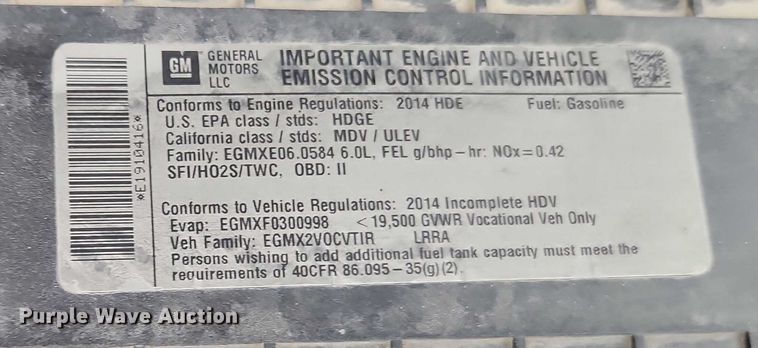 GM
GENERAL MOTORS LLC
IMPORTANT ENGINE AND VEHICLE
EMISSION CONTROL INFORMATION
*E1910416*
Conforms to Engine Regulations: 2014 HDE Fuel: Gasoline
U.S. EPA class / stds: HDGE
California class / stds: MDV / ULEV
Family: EGMXE06.0584 6.0L, FEL g/bhp-hr: NOx=0.42
SFI/HO2S/TWC, OBD: II
Conforms to Vehicle Regulations: 2014 Incomplete HDV
Evap: EGMXF0300998 <19,500 GVWR Vocational Veh Only
Veh Family: EGMX2VOCVTIR LRRA
Persons wishing to add additional fuel tank capacity must meet the
requirements of 40CFR 86.095-35(g)(2).
Purple Wave Auction